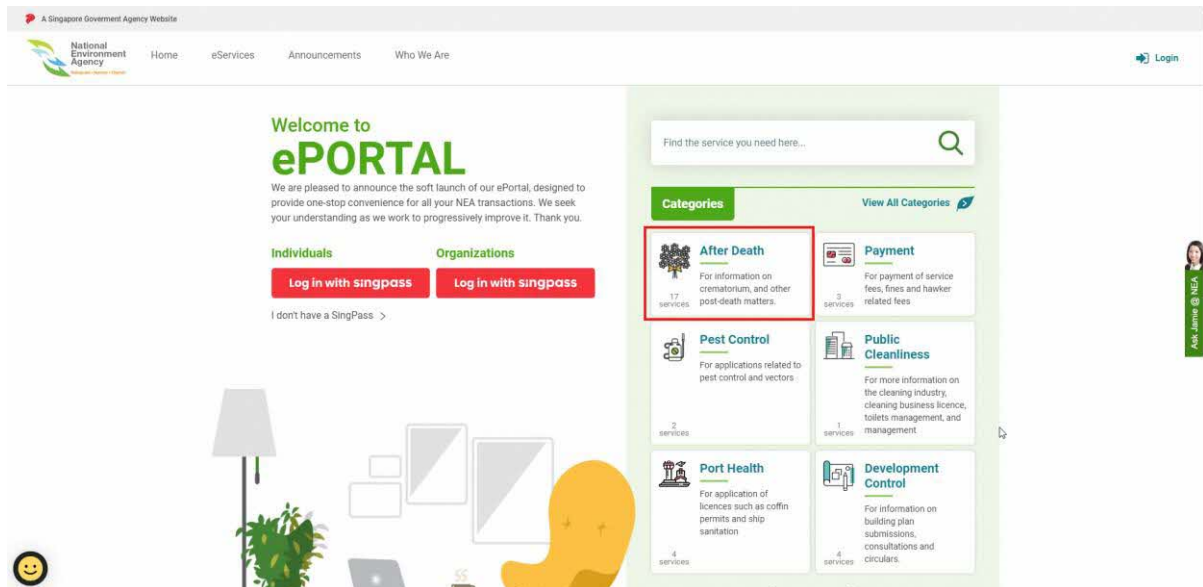 A Singapore Goverment Agency Website
National
Environment
Agency
Home
eServices
Announcements
Who We Are
Login
Welcome to
ePORTAL
We are pleased to announce the soft launch of our ePortal, designed to
provide one-stop convenience for all your NEA transactions. We seek
your understanding as we work to progressively improve it. Thank you.
Individuals
Organizations
Log in with singpass
Log in with singpass
I don't have a SingPass >
Find the service you need here...
Categories
View All Categories
After Death
For information on
crematorium, and other
post-death matters.
17
services
Payment
For payment of service
fees, fines and hawker
related fees
3
services
Pest Control
For applications related to
pest control and vectors
2
services
Public
Cleanliness
For more information on
the cleaning industry,
cleaning business licence,
toilets management, and
management
1
services
Port Health
For application of
licences such as coffin
permits and ship
sanitation
4
services
Development
Control
For information on
building plan
submissions,
consultations and
circulars.
4
services
Ask Jamie @ NEA